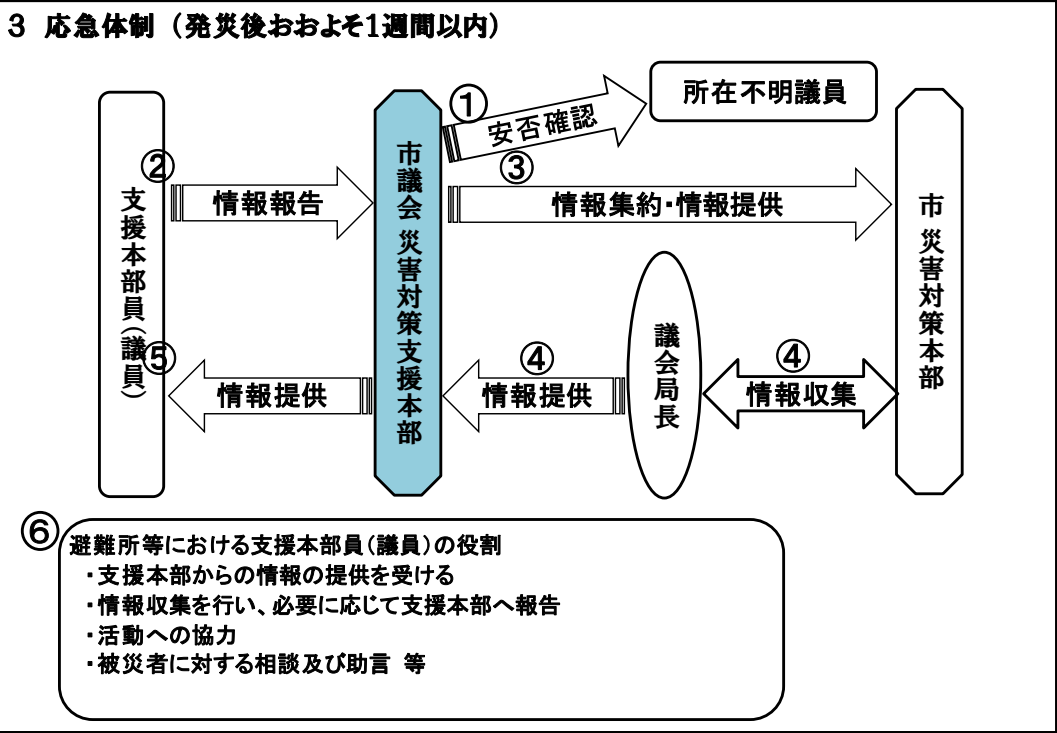 3 応急体制（発災後おおよそ1週間以内）
①
安否確認
所在不明議員
②
情報報告
③
情報集約・情報提供
支援本部員（議員）
市議会 災害対策支援本部
市 災害対策本部
議会局長
⑤
情報提供
④
情報提供
④
情報収集
⑥
避難所等における支援本部員（議員）の役割
・支援本部からの情報の提供を受ける
・情報収集を行い、必要に応じて支援本部へ報告
・活動への協力
・被災者に対する相談及び助言 等